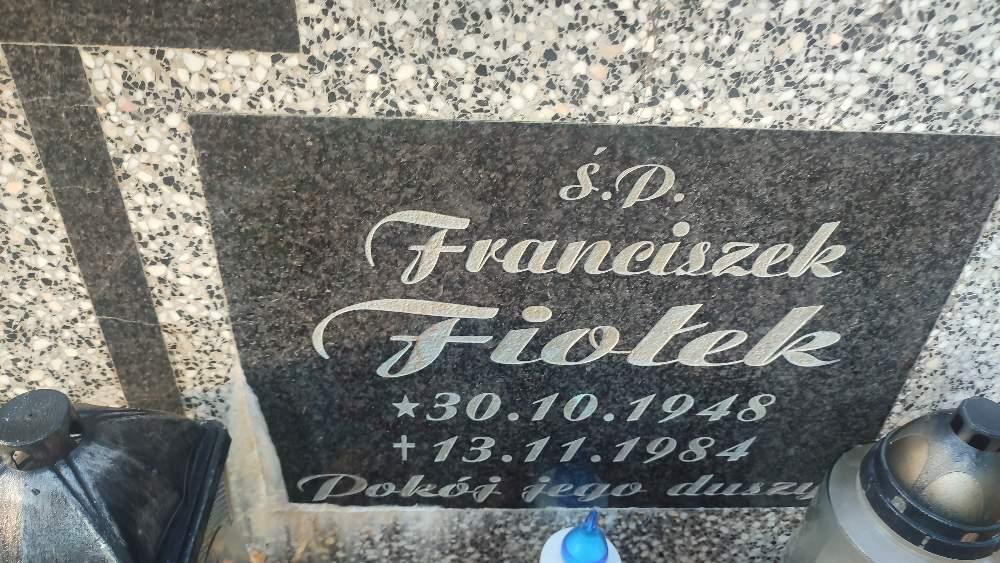 Ś.P.
Franciszek
Fiołek
★30.10.1948
†13.11.1984
Pokój jego duszy